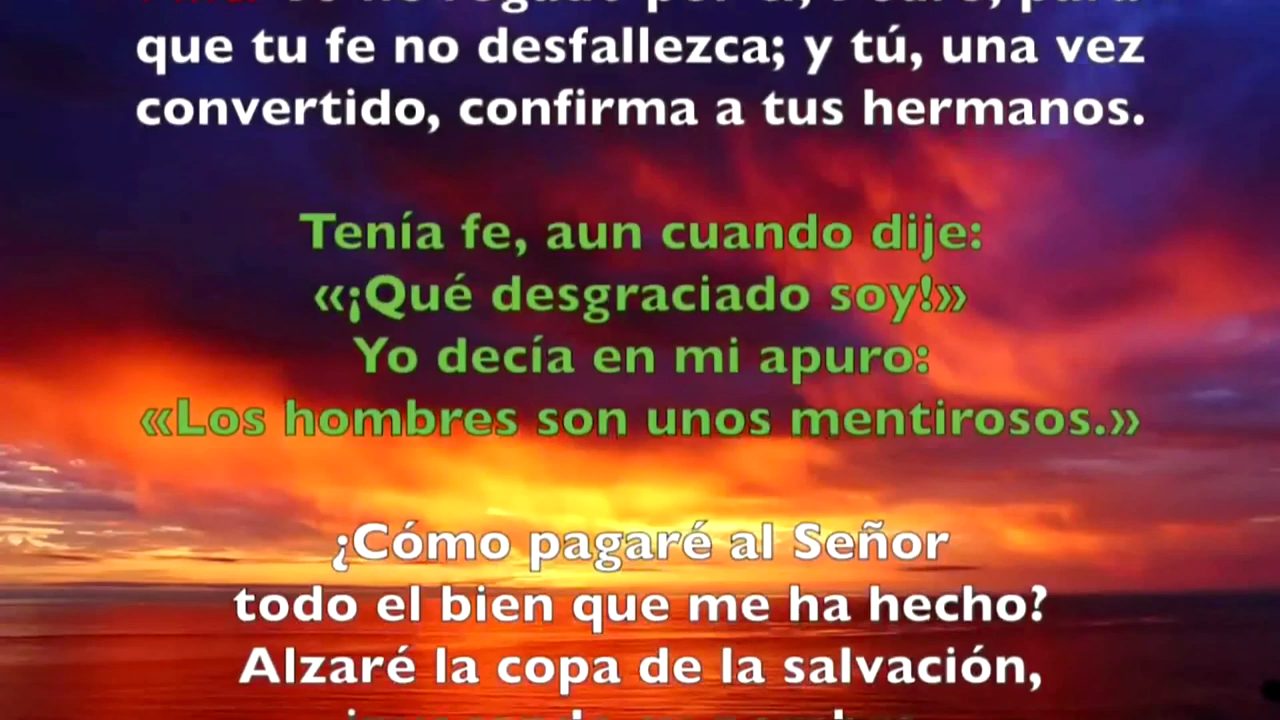 que tu fe no desfallezca; y tú, una vez
convertido, confirma a tus hermanos.
Tenía fe, aun cuando dije:
«¡Qué desgraciado soy!»
Yo decía en mi apuro:
«Los hombres son unos mentirosos.»
¿Cómo pagaré al Señor
todo el bien que me ha hecho?
Alzaré la copa de la salvación,